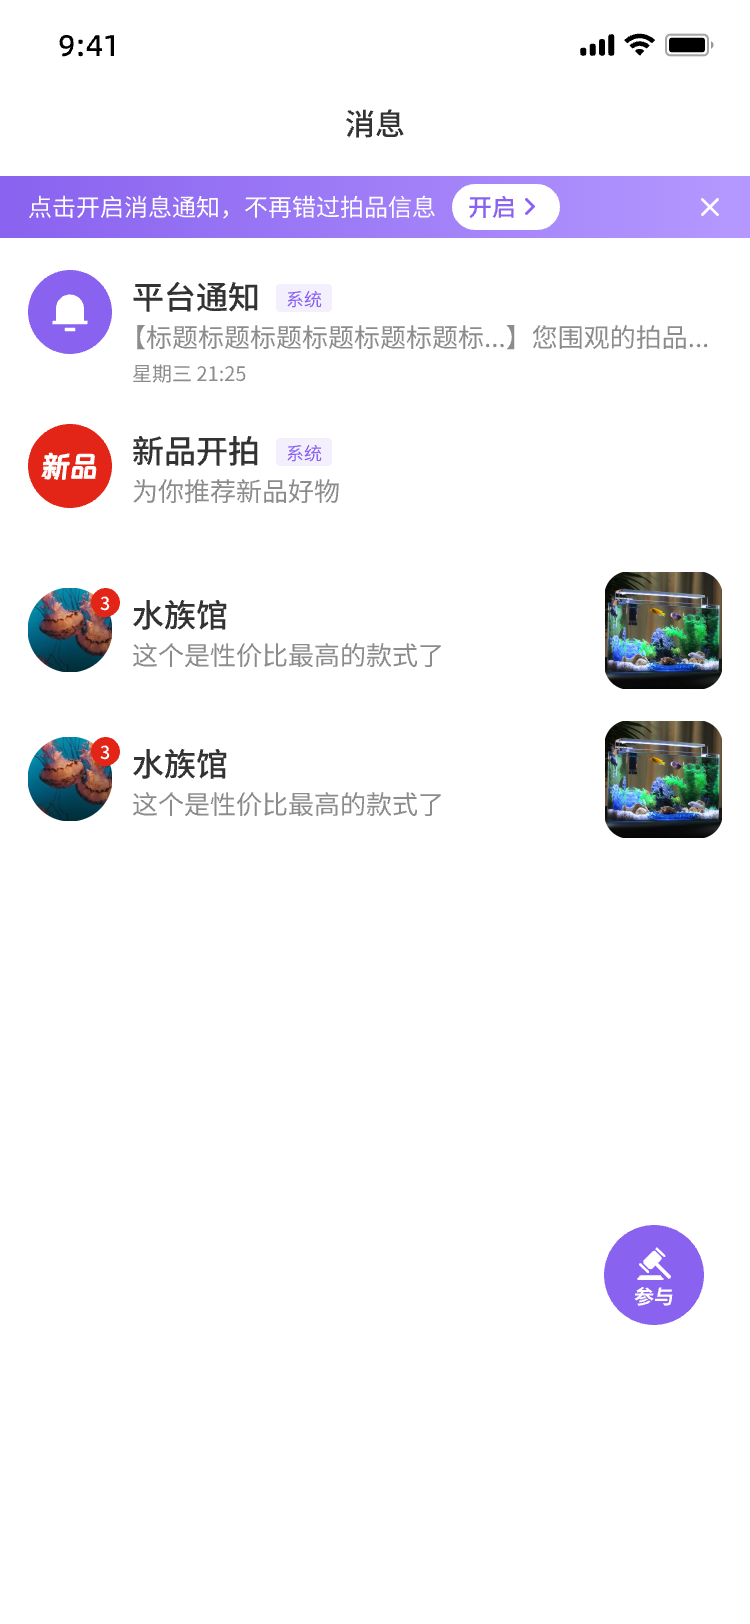 9:41
消息
点击开启消息通知，不再错过拍品信息
开启
平台通知 系统
【标题标题标题标题标题标题标...】您围观的拍品...
星期三 21:25
新品
新品开拍 系统
为你推荐新品好物
3
水族馆
这个是性价比最高的款式了
3
水族馆
这个是性价比最高的款式了
参与